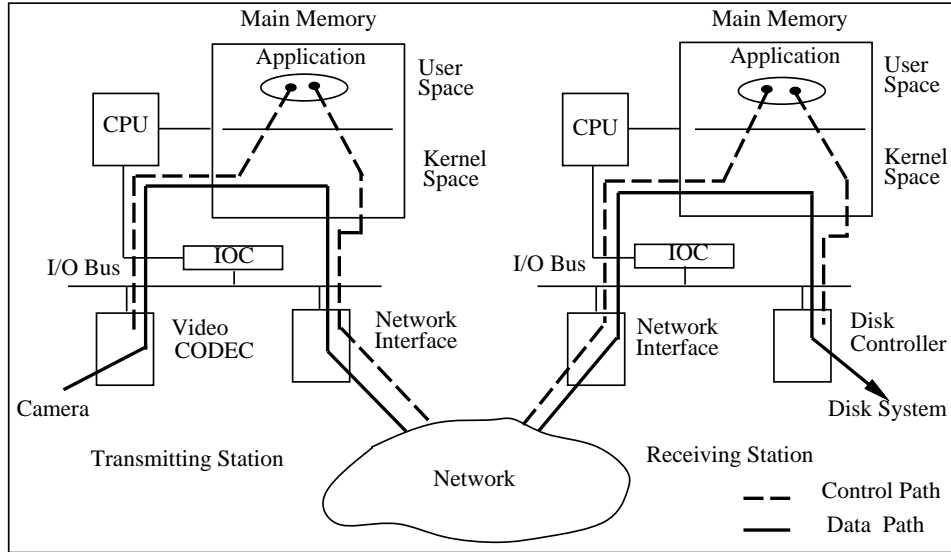 Main Memory
Application
User
Space
CPU
Kernel
Space
IOC
I/O Bus
Video
CODEC
Network
Interface
Camera
Transmitting Station
Main Memory
Application
User
Space
CPU
Kernel
Space
IOC
I/O Bus
Network
Interface
Disk
Controller
Disk System
Receiving Station
Network
Control Path
Data Path